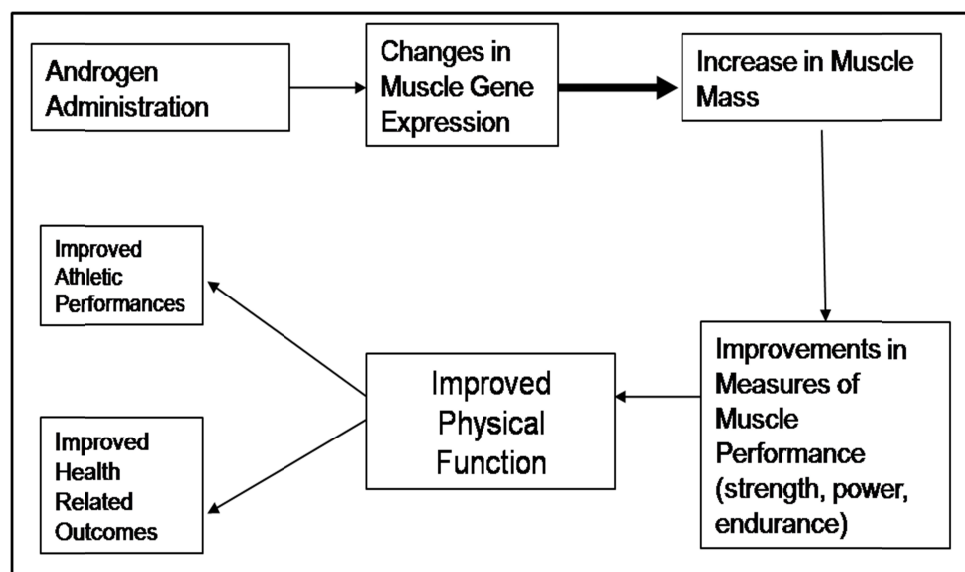 Androgen
Administration
Changes in
Muscle Gene
Expression
Increase in Muscle
Mass
Improved
Athletic
Performances
Improved
Physical
Function
Improvements in
Measures of
Muscle
Performance
(strength, power,
endurance)
Improved
Health
Related
Outcomes